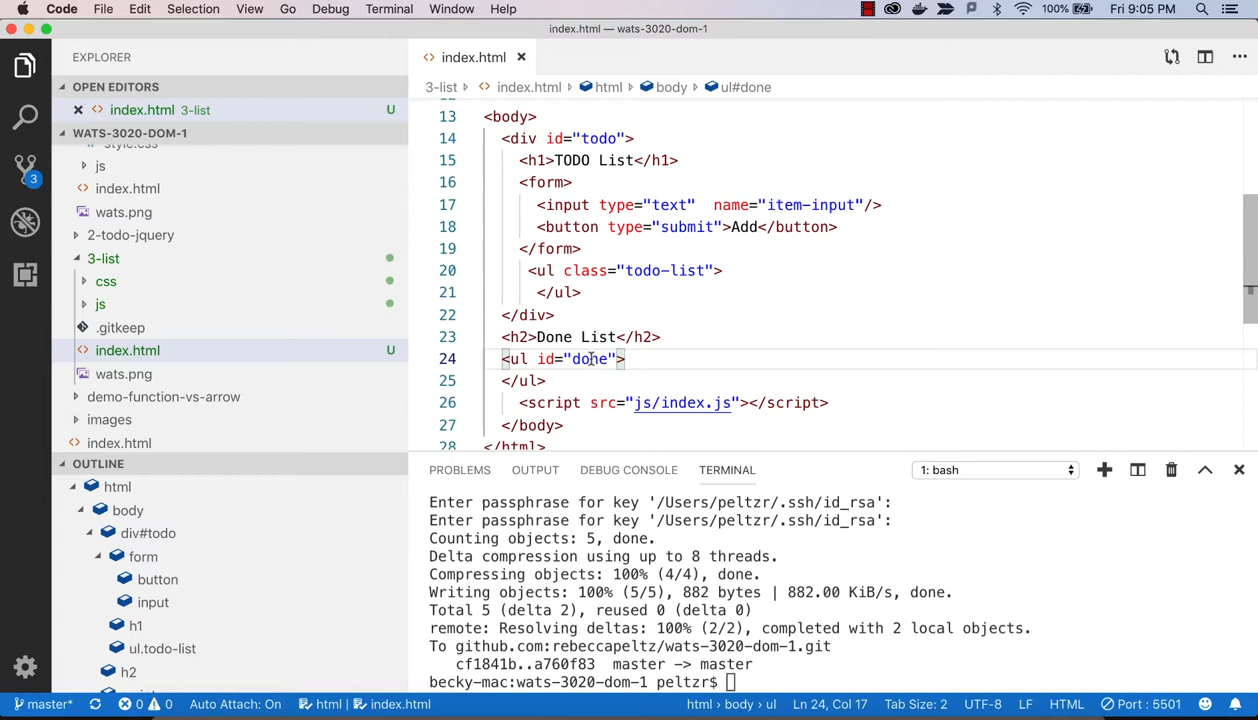 Code File Edit Selection View Go Debug Terminal Window Help 100% Fri 9:05 PM
index.html — wats-3020-dom-1
EXPLORER
OPEN EDITORS
index.html 3-list U
WATS-3020-DOM-1
style.css
js
index.html
wats.png
2-todo-jquery
3-list
css
js
.gitkeep
index.html U
wats.png
demo-function-vs-arrow
images
index.html
OUTLINE
html
body
div#todo
form
button
input
h1
ul.todo-list
h2
3
index.html
3-list index.html html body ul#done
12
13 <body>
14 <div id="todo">
15 <h1>TODO List</h1>
16 <form>
17 <input type="text"  name="item-input"/>
18 <button type="submit">Add</button>
19 </form>
20 <ul class="todo-list">
21 </ul>
22 </div>
23 <h2>Done List</h2>
24 <ul id="done">
25 </ul>
26 <script src="js/index.js"></script>
27 </body>
28 </html>
PROBLEMS OUTPUT DEBUG CONSOLE TERMINAL 1: bash
Enter passphrase for key '/Users/peltzr/.ssh/id_rsa':
Enter passphrase for key '/Users/peltzr/.ssh/id_rsa':
Counting objects: 5, done.
Delta compression using up to 8 threads.
Compressing objects: 100% (4/4), done.
Writing objects: 100% (5/5), 882 bytes | 882.00 KiB/s, done.
Total 5 (delta 2), reused 0 (delta 0)
remote: Resolving deltas: 100% (2/2), completed with 2 local objects.
To github.com:rebeccapeltz/wats-3020-dom-1.git
cf1841b..a760f83  master -> master
becky-mac:wats-3020-dom-1 peltzr$
master* 0 0 Auto Attach: On html | index.html html › body › ul Ln 24, Col 17 Tab Size: 2 UTF-8 LF HTML Port : 5501